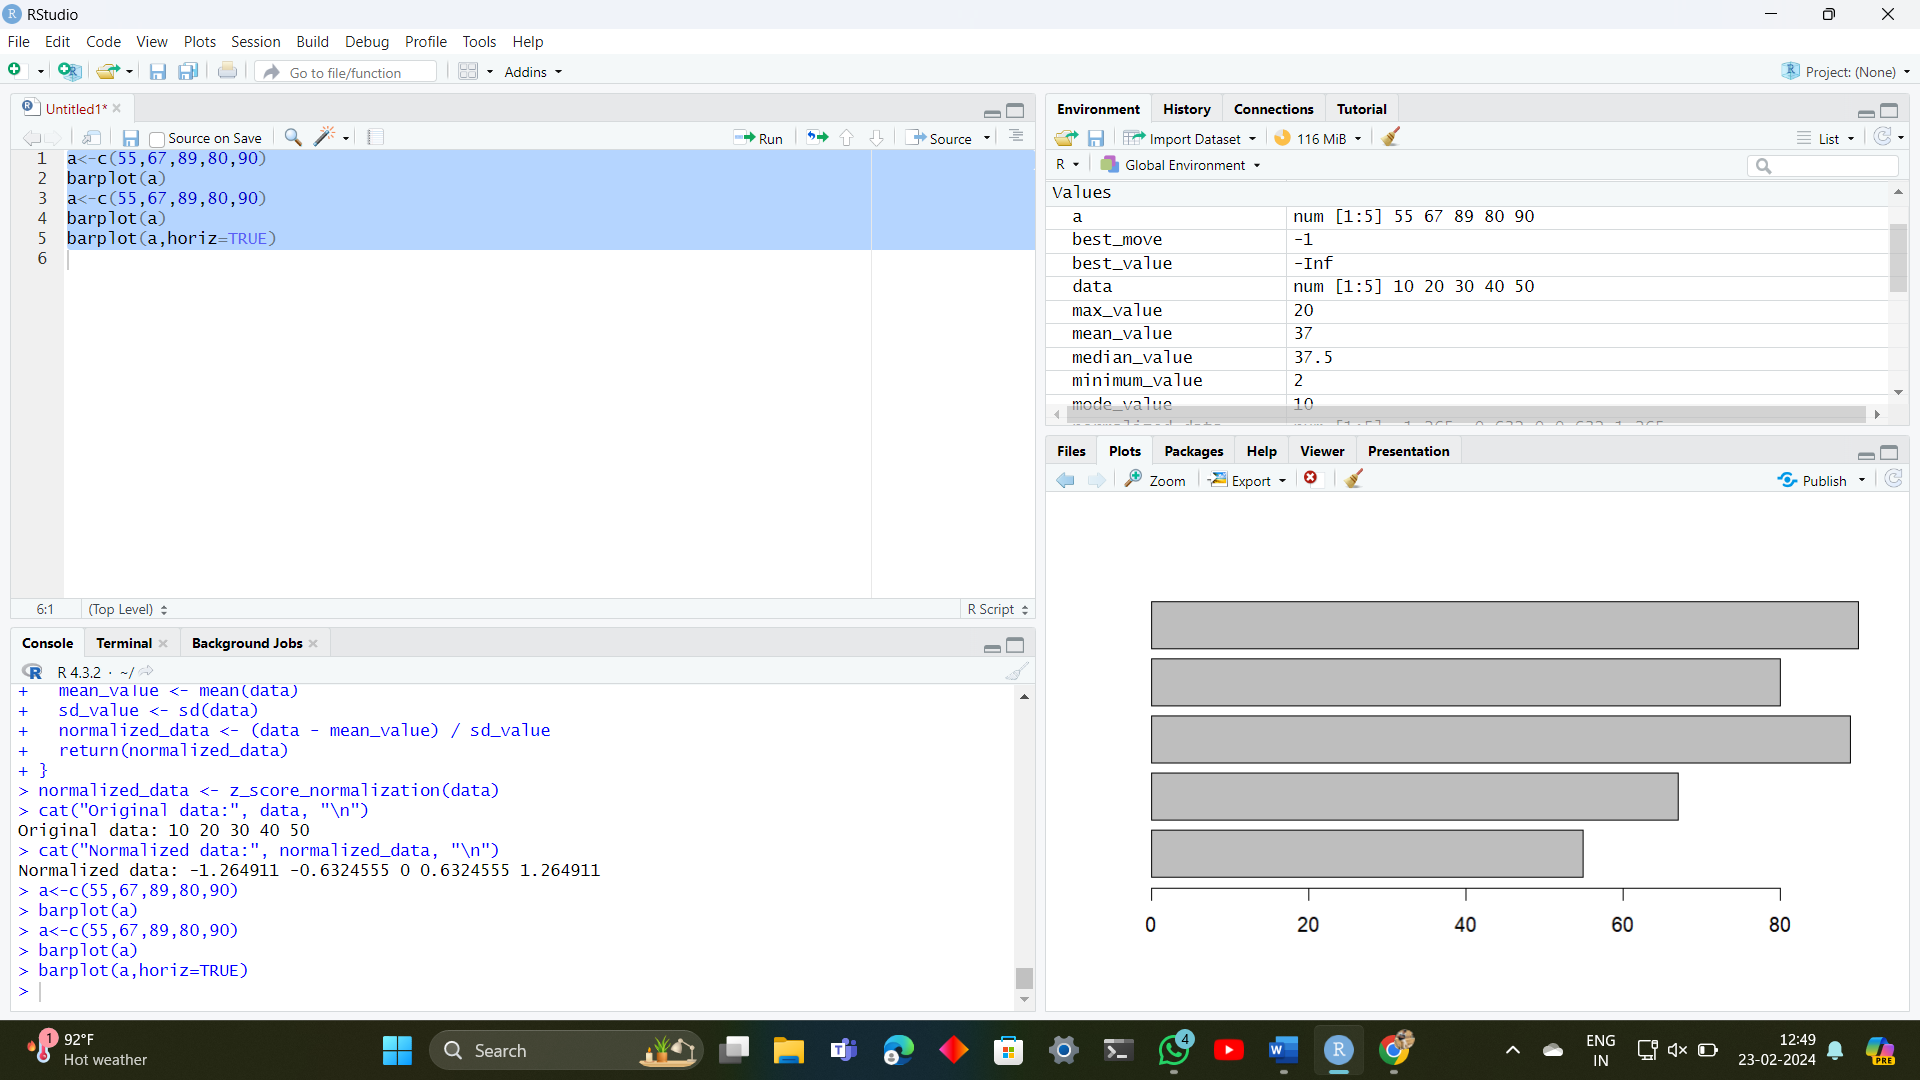 RStudio
File Edit Code View Plots Session Build Debug Profile Tools Help
Go to file/function Addins Project: (None)
Untitled1*
Source on Save Run Source
1 a<-c(55,67,89,80,90)
2 barplot(a)
3 a<-c(55,67,89,80,90)
4 barplot(a)
5 barplot(a,horiz=TRUE)
6
6:1 (Top Level) R Script
Console Terminal Background Jobs
R 4.3.2 · ~/
+ mean_value <- mean(data)
+ sd_value <- sd(data)
+ normalized_data <- (data - mean_value) / sd_value
+ return(normalized_data)
+ }
> normalized_data <- z_score_normalization(data)
> cat("Original data:", data, "\n")
Original data: 10 20 30 40 50
> cat("Normalized data:", normalized_data, "\n")
Normalized data: -1.264911 -0.6324555 0 0.6324555 1.264911
> a<-c(55,67,89,80,90)
> barplot(a)
> a<-c(55,67,89,80,90)
> barplot(a)
> barplot(a,horiz=TRUE)
>
Environment History Connections Tutorial
Import Dataset 116 MiB List
R Global Environment
Values
a num [1:5] 55 67 89 80 90
best_move -1
best_value -Inf
data num [1:5] 10 20 30 40 50
max_value 20
mean_value 37
median_value 37.5
minimum_value 2
mode_value 10
Files Plots Packages Help Viewer Presentation
Zoom Export Publish
0 20 40 60 80
1 92°F
Hot weather
Search
4
ENG
IN
12:49
23-02-2024
PRE